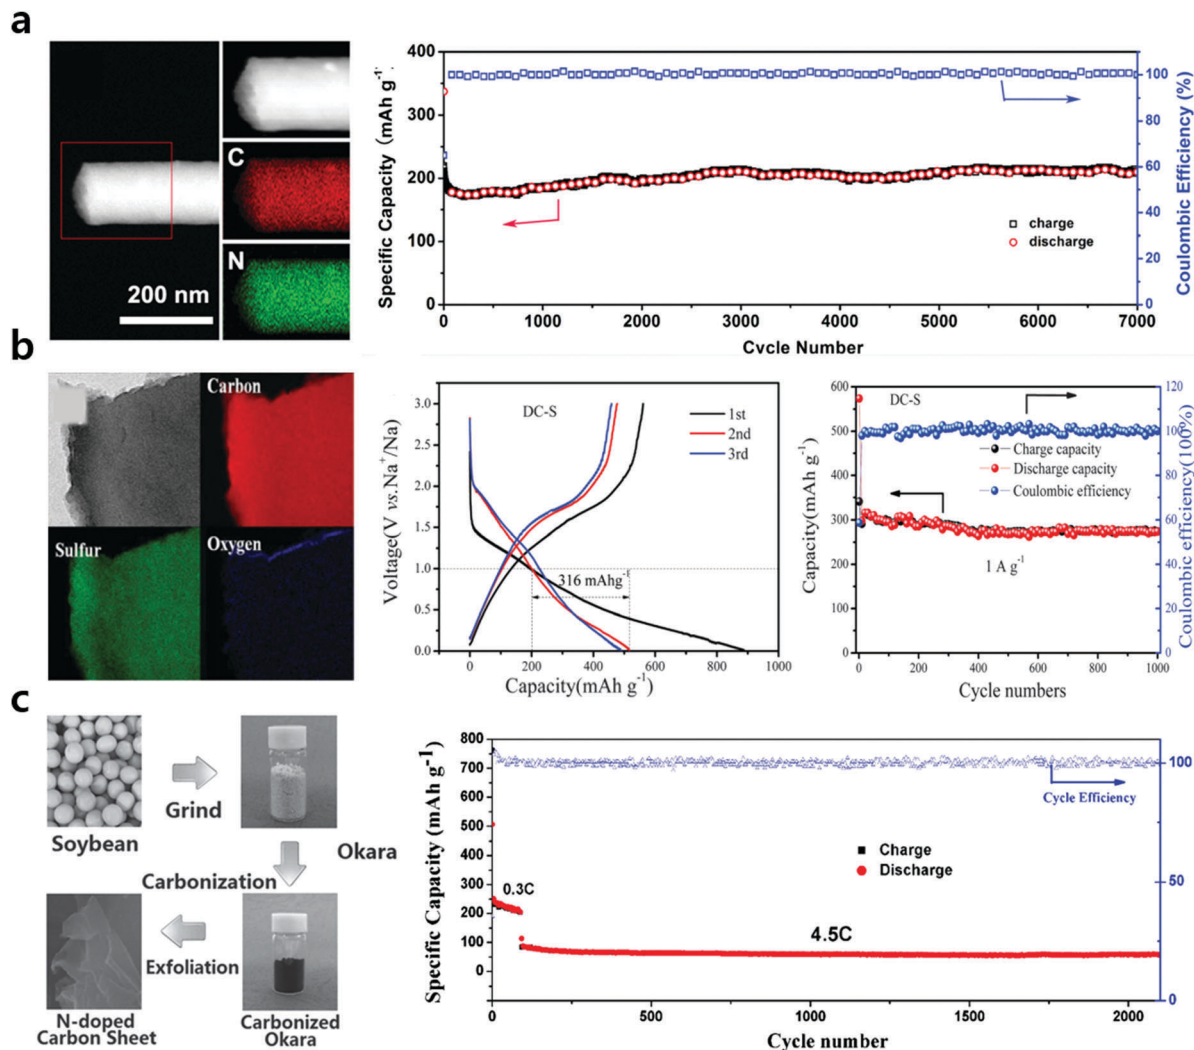 a
C
N
200 nm
Specific Capacity (mAh g⁻¹)
400
300
200
100
0
0 1000 2000 3000 4000 5000 6000 7000
Cycle Number
charge
discharge
100
80
60
40
20
0
Coulombic Efficiency (%)
b
Carbon
Sulfur
Oxygen
Voltage(V vs.Na⁺/Na)
3.0
2.5
2.0
1.5
1.0
0.5
0.0
DC-S
1st
2nd
3rd
316 mAhg⁻¹
0 200 400 600 800 1000
Capacity(mAh g⁻¹)
Capacity(mAh g⁻¹)
600
500
400
300
200
100
0
DC-S
Charge capacity
Discharge capacity
Coulombic efficiency
1 A g⁻¹
0 200 400 600 800 1000
Cycle numbers
120
100
80
60
40
20
0
Coulombic efficiency(100%)
c
Soybean
Grind
Okara
Carbonization
Exfoliation
N-doped
Carbon Sheet
Carbonized
Okara
Specific Capacity (mAh g⁻¹)
800
700
600
500
400
300
200
100
0
0.3C
4.5C
Charge
Discharge
Cycle Efficiency
100
50
0
0 500 1000 1500 2000
Cycle number